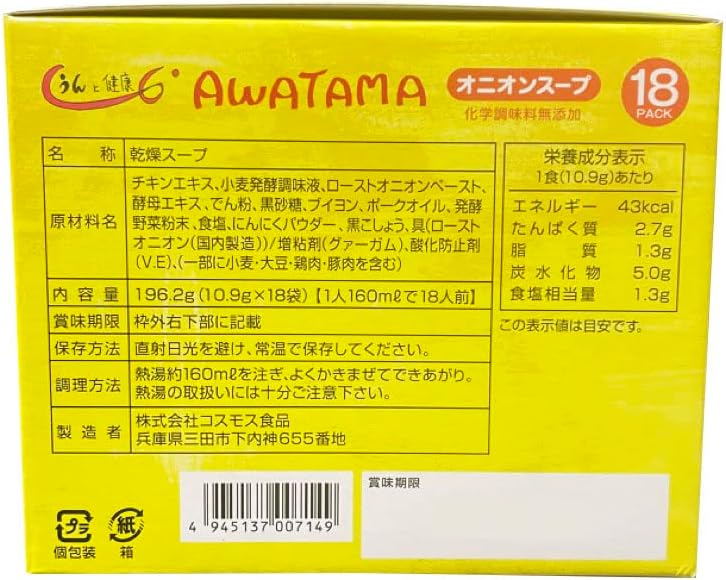 うんと健康
AWATAMA
オニオンスープ
化学調味料無添加
18
PACK
名称 乾燥スープ
原材料名 チキンエキス、小麦発酵調味液、ローストオニオンペースト、
酵母エキス、でん粉、黒砂糖、ブイヨン、ポークオイル、発酵
野菜粉末、食塩、にんにくパウダー、黒こしょう、具(ロースト
オニオン(国内製造))/増粘剤(グァーガム)、酸化防止剤
(V.E)、(一部に小麦・大豆・鶏肉・豚肉を含む)
内容量 196.2g(10.9g×18袋)【1人160mlで18人前】
賞味期限 枠外右下部に記載
保存方法 直射日光を避け、常温で保存してください。
調理方法 熱湯約160mlを注ぎ、よくかきまぜてできあがり。
熱湯の取扱いには十分ご注意下さい。
製造者 株式会社コスモス食品
兵庫県三田市下内神655番地
栄養成分表示
1食(10.9g)あたり
エネルギー 43kcal
たんぱく質 2.7g
脂質 1.3g
炭水化物 5.0g
食塩相当量 1.3g
この表示値は目安です。
プラ
個包装
紙
箱
4 945137 007149
賞味期限